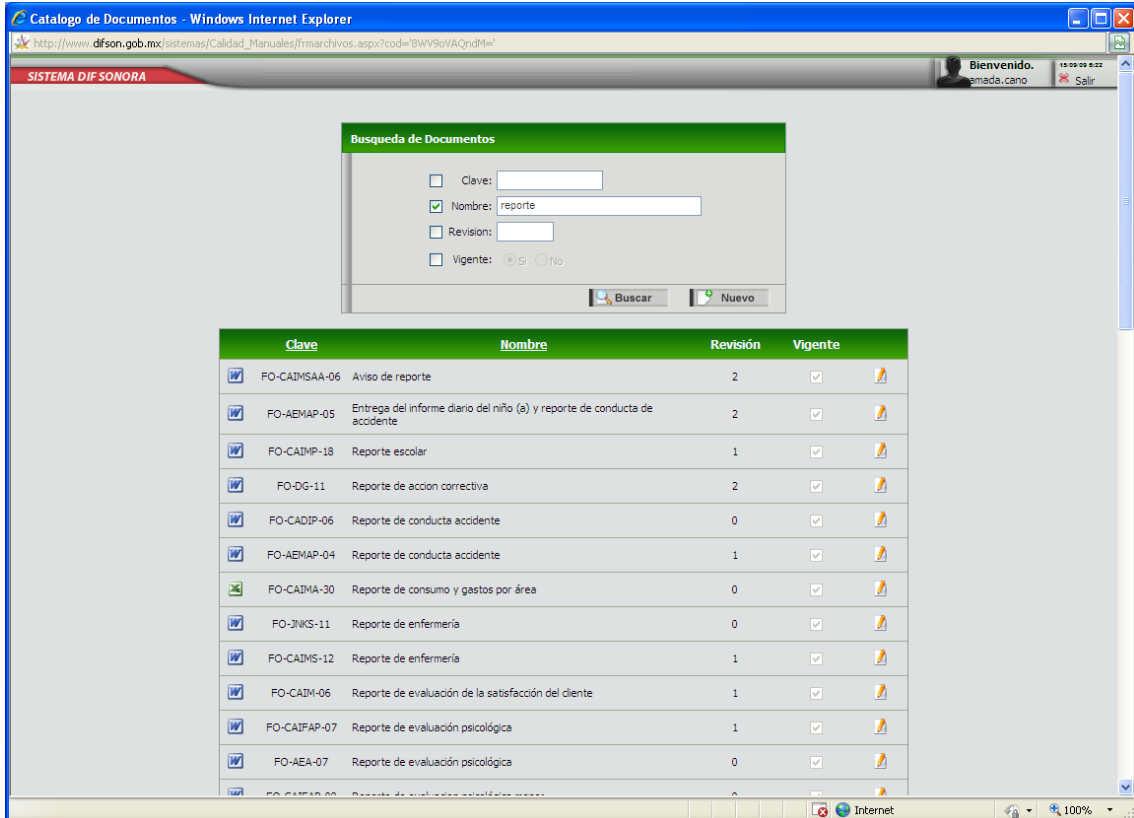 Catalogo de Documentos - Windows Internet Explorer
http://www.difson.gob.mx/sistemas/Calidad_Manuales/frmarchivos.aspx?cod='8WY9oVAQndM='
SISTEMA DIF SONORA
Bienvenido.
amada.cano
15/09/09 8:22
Salir
Busqueda de Documentos
Clave:
Nombre: reporte
Revision:
Vigente: Si No
Buscar Nuevo
Clave Nombre Revisión Vigente
FO-CAIMSAA-06 Aviso de reporte 2
FO-AEMAP-05 Entrega del informe diario del niño (a) y reporte de conducta de
accidente 2
FO-CAIMP-18 Reporte escolar 1
FO-DG-11 Reporte de accion correctiva 2
FO-CADIP-06 Reporte de conducta accidente 0
FO-AEMAP-04 Reporte de conducta accidente 1
FO-CAIMA-30 Reporte de consumo y gastos por área 0
FO-JNKS-11 Reporte de enfermería 0
FO-CAIMS-12 Reporte de enfermería 1
FO-CAIM-06 Reporte de evaluación de la satisfacción del cliente 1
FO-CAIFAP-07 Reporte de evaluación psicológica 1
FO-AEA-07 Reporte de evaluación psicológica 0
Internet 100%